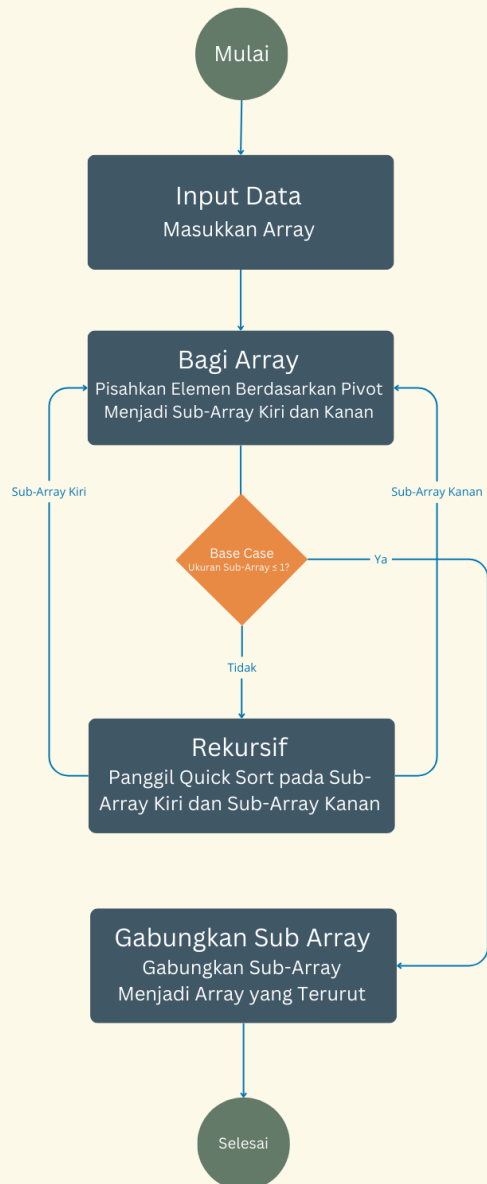 Mulai
Input Data
Masukkan Array
Bagi Array
Pisahkan Elemen Berdasarkan Pivot
Menjadi Sub-Array Kiri dan Kanan
Sub-Array Kiri
Sub-Array Kanan
Base Case
Ukuran Sub-Array ≤ 1?
Ya
Tidak
Rekursif
Panggil Quick Sort pada Sub-
Array Kiri dan Sub-Array Kanan
Gabungkan Sub Array
Gabungkan Sub-Array
Menjadi Array yang Terurut
Selesai